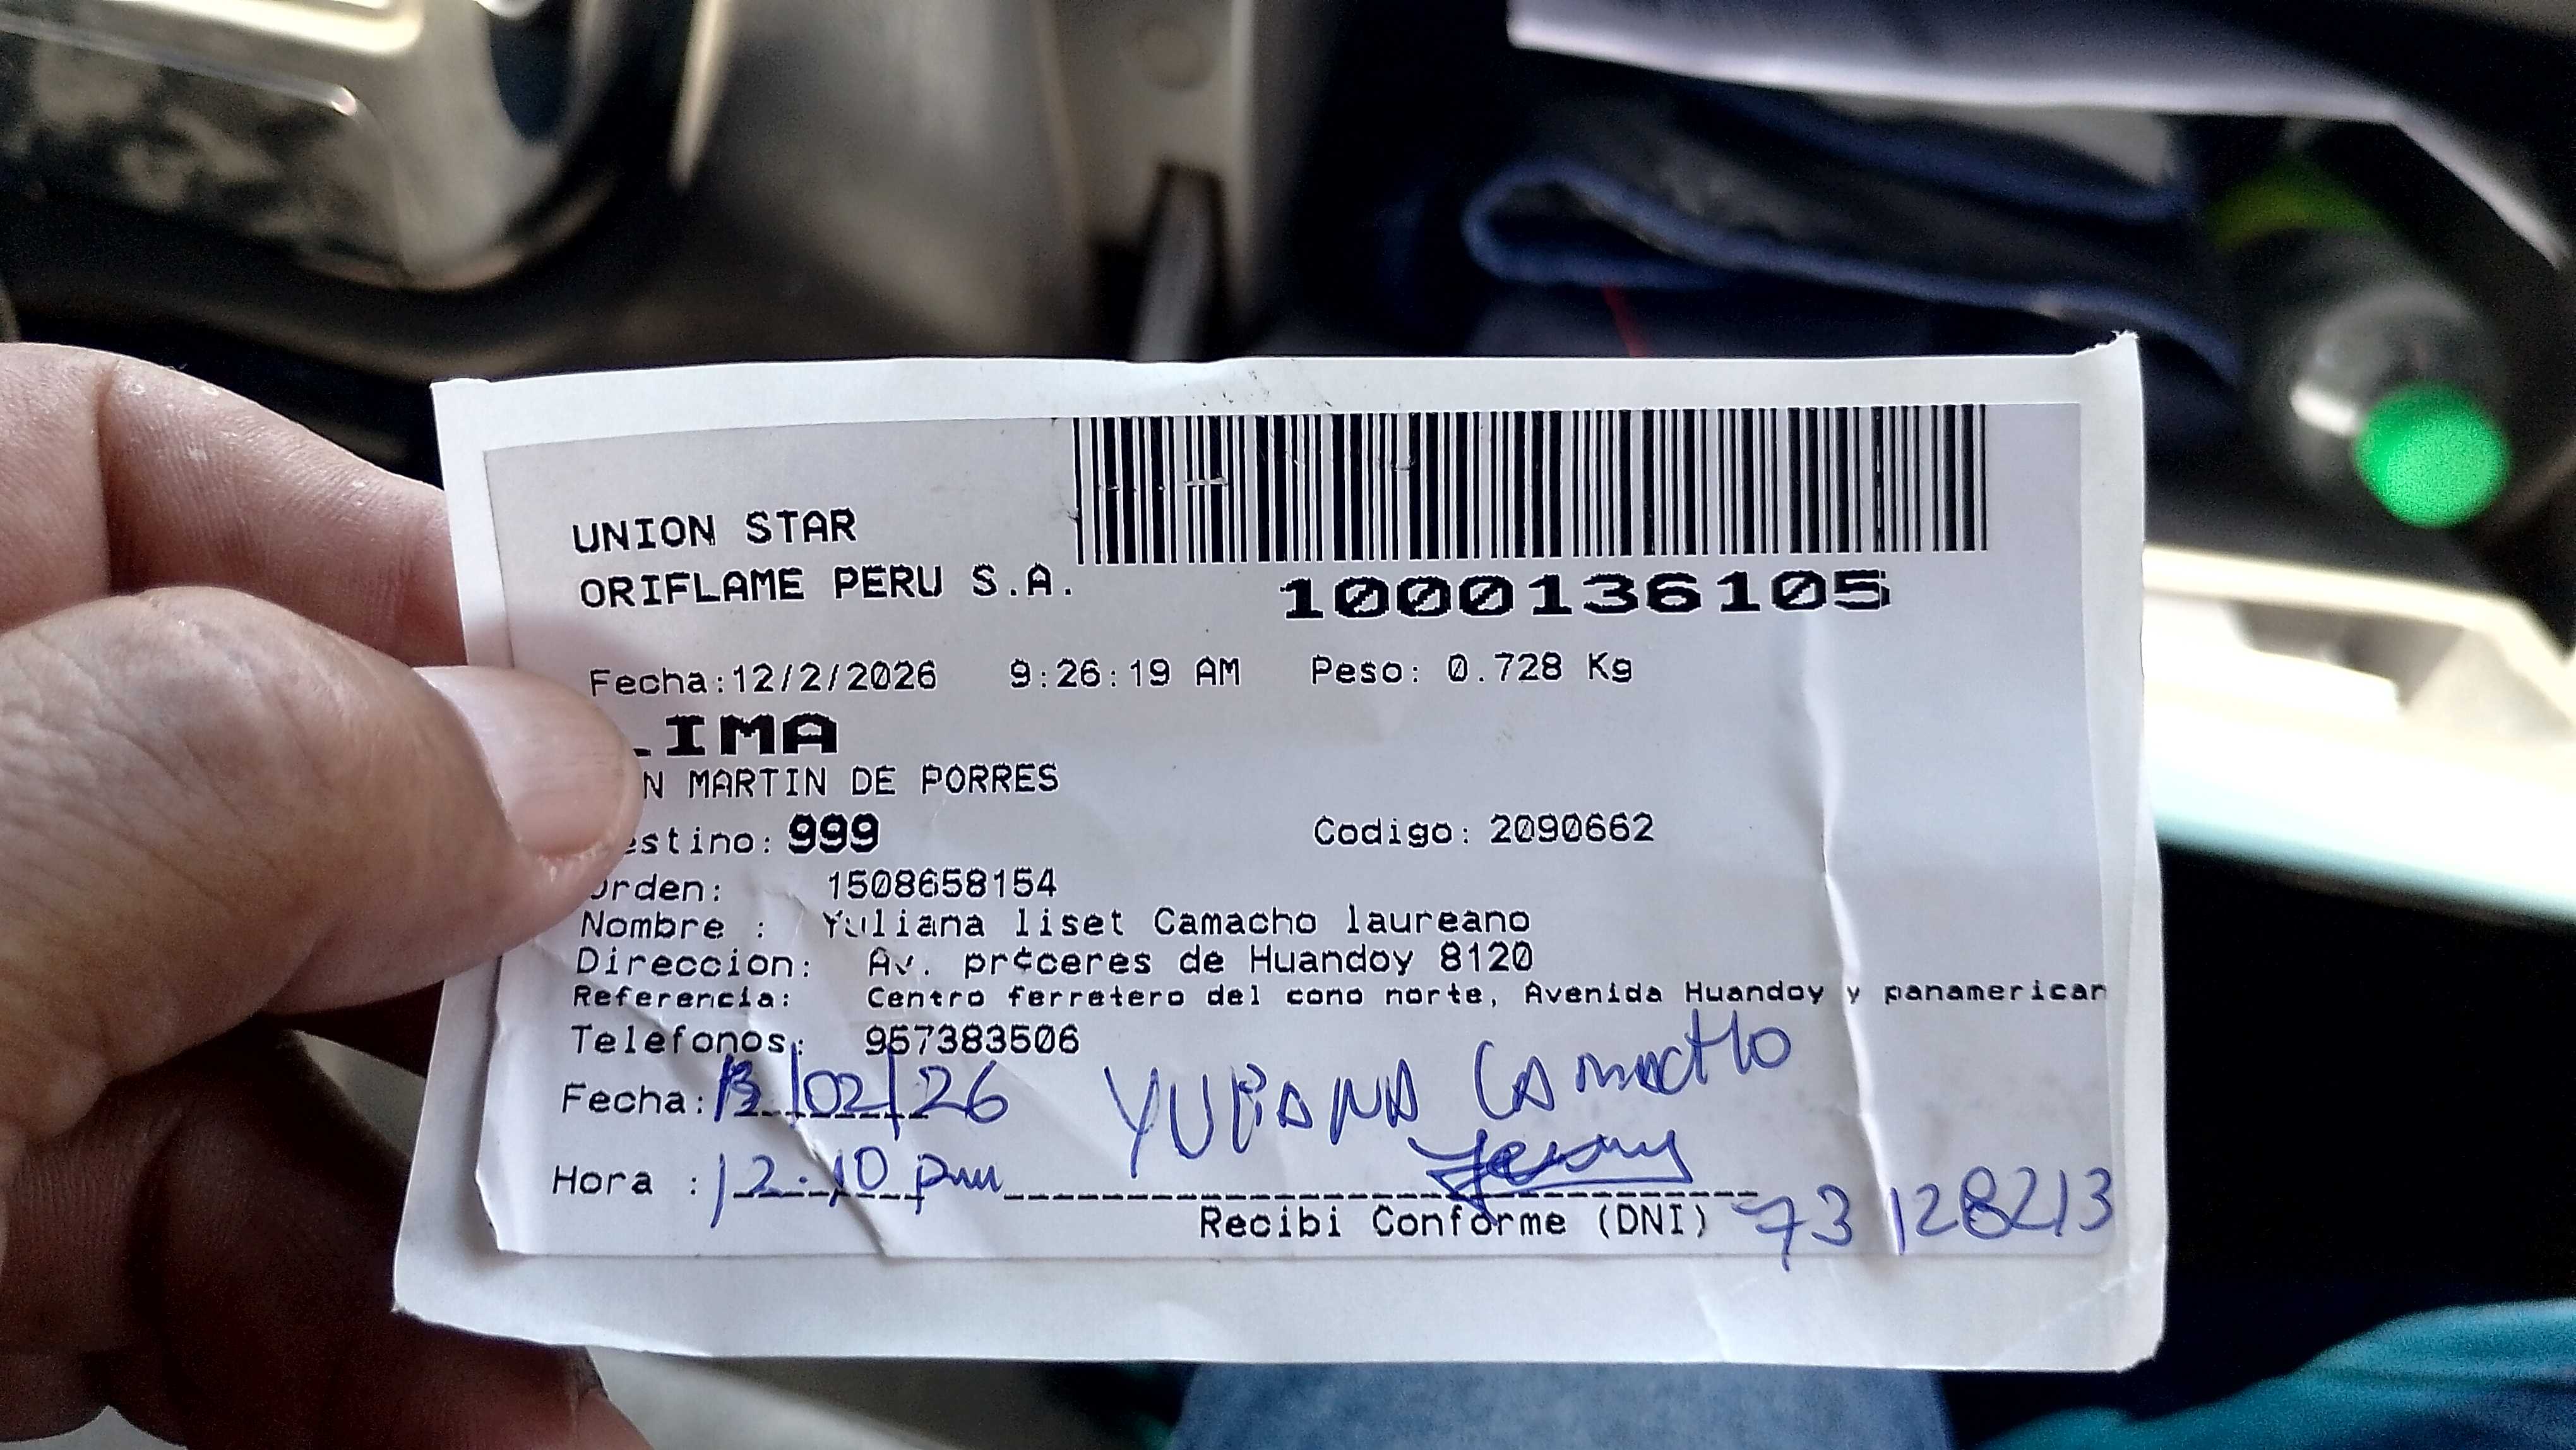 UNION STAR
ORIFLAME PERU S.A.
1000136105
Fecha:12/2/2026 9:26:19 AM Peso: 0.728 Kg
LIMA
N MARTIN DE PORRES
estino: 999 Codigo: 2090662
Orden: 1508658154
Nombre : Yuliana liset Camacho laureano
Direccion: Av. pr¢ceres de Huandoy 8120
Referencia: Centro ferretero del cono norte, Avenida Huandoy y panamerican
Telefonos: 957383506
Fecha: 13/02/26 YULIANA CAMACHO
Hora : 12:10 pm
Recibi Conforme (DNI) 73128213